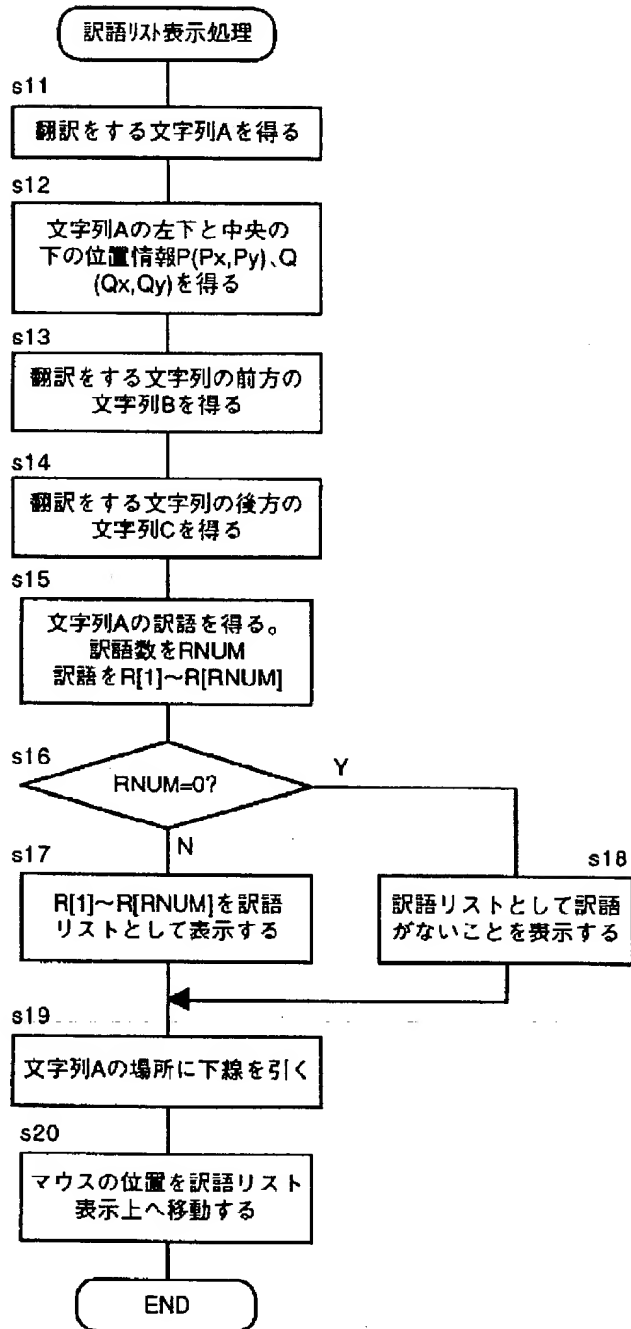 訳語リスト表示処理
s11
翻訳をする文字列Aを得る
s12
文字列Aの左下と中央の
下の位置情報P(Px,Py)、Q
(Qx,Qy)を得る
s13
翻訳をする文字列の前方の
文字列Bを得る
s14
翻訳をする文字列の後方の
文字列Cを得る
s15
文字列Aの訳語を得る。
訳語数をRNUM
訳語をR[1]~R[RNUM]
s16
RNUM=0?
Y
N
s17
R[1]~R[RNUM]を訳語
リストとして表示する
s18
訳語リストとして訳語
がないことを表示する
s19
文字列Aの場所に下線を引く
s20
マウスの位置を訳語リスト
表示上へ移動する
END